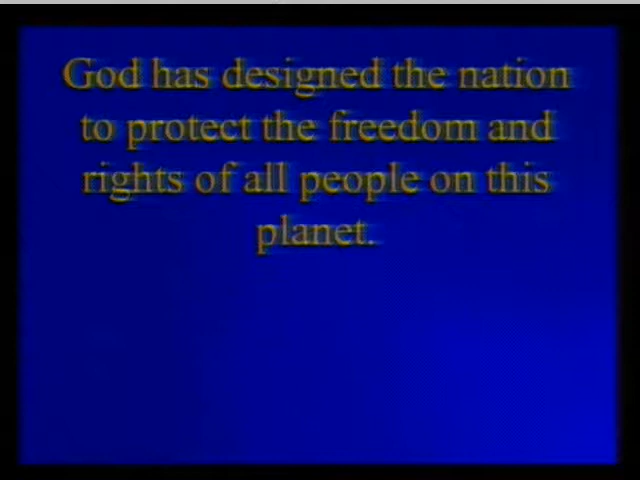 God has designed the nation
to protect the freedom and
rights of all people on this
planet.